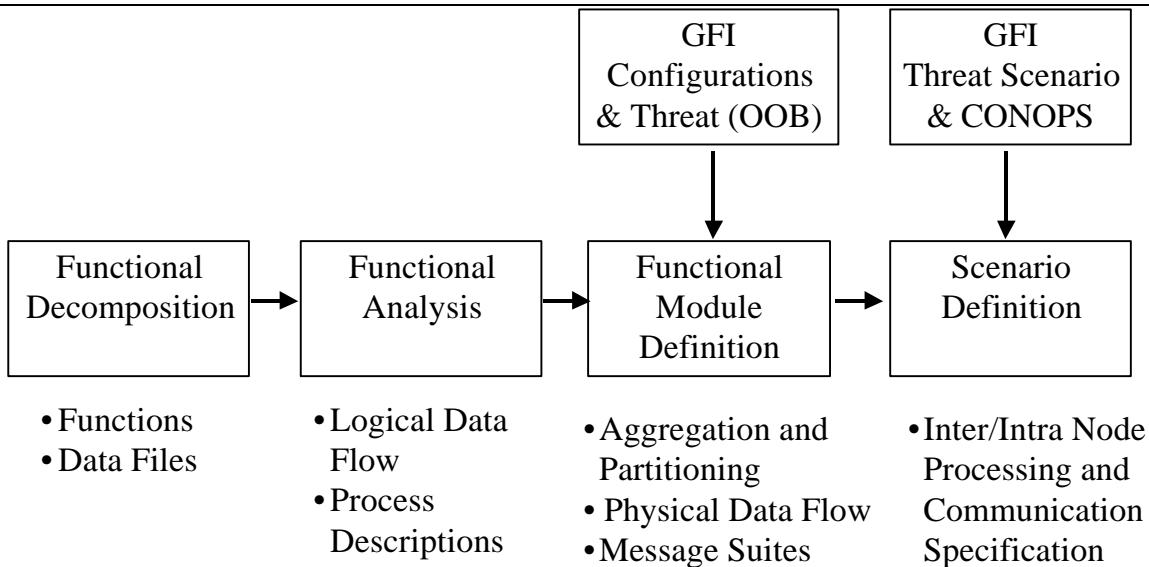 GFI
Configurations
& Threat (OOB)
GFI
Threat Scenario
& CONOPS
Functional
Decomposition
Functional
Analysis
Functional
Module
Definition
Scenario
Definition
•Functions
•Data Files
•Logical Data
Flow
•Process
Descriptions
•Aggregation and
Partitioning
• Physical Data Flow
•Message Suites
•Inter/Intra Node
Processing and
Communication
Specification